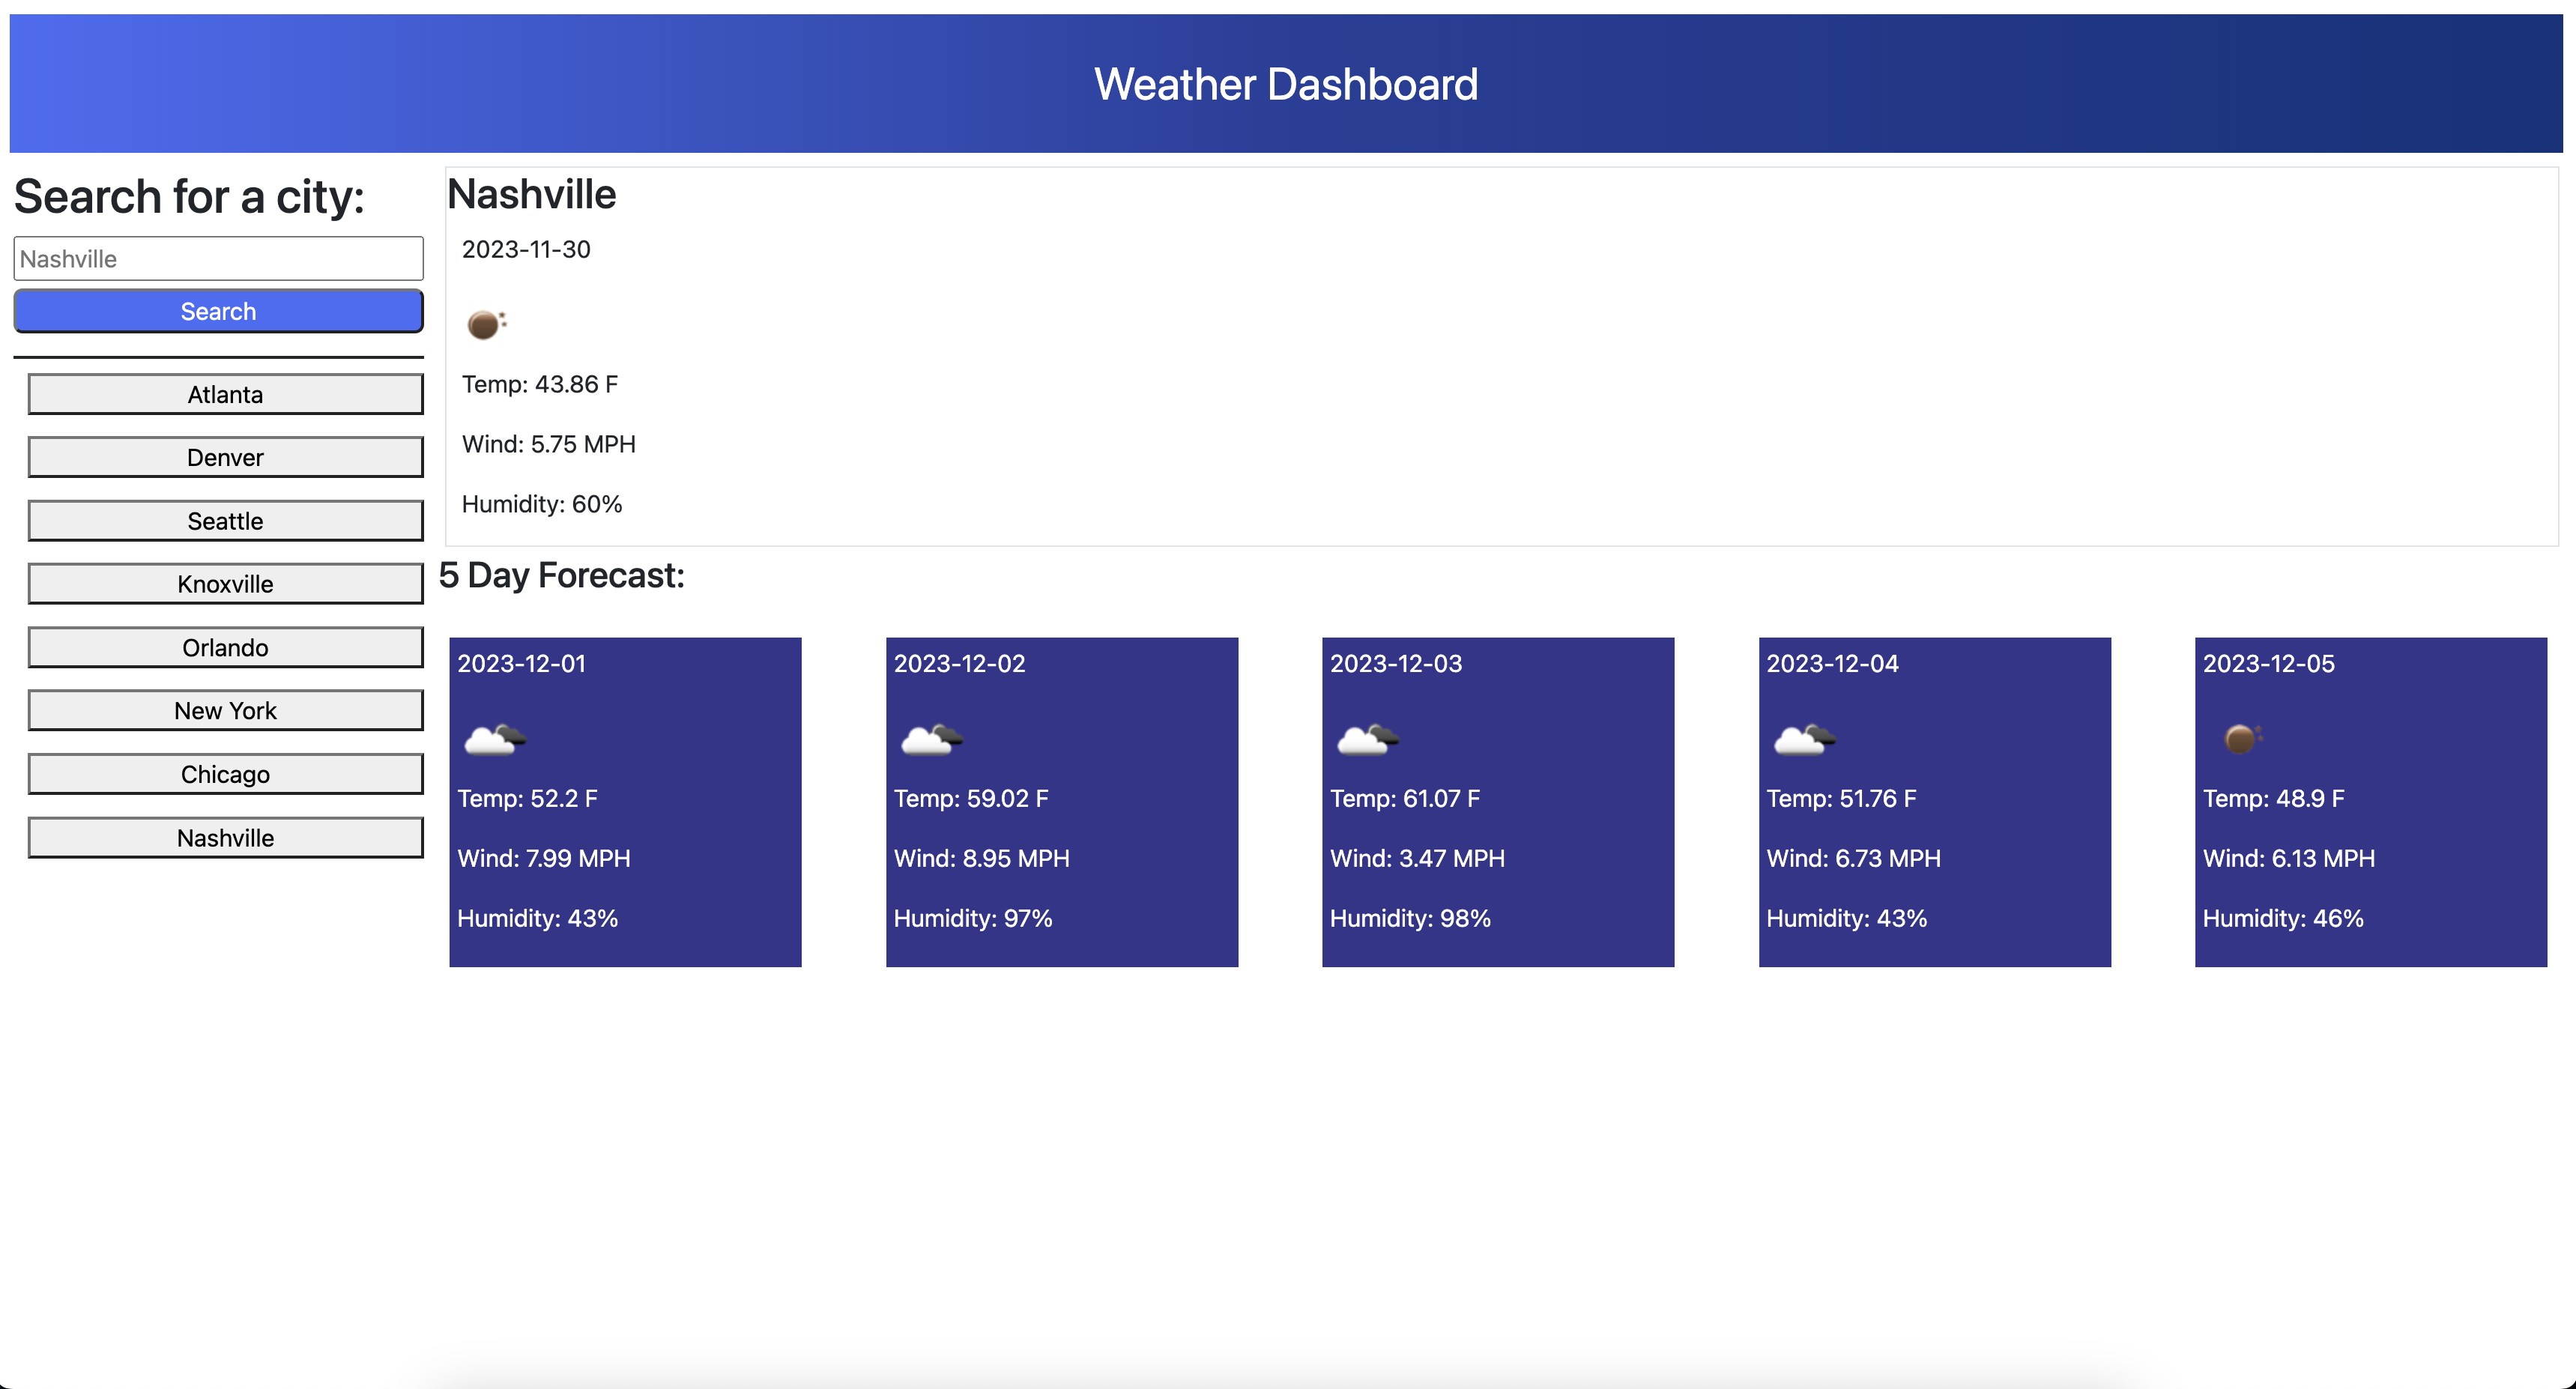 Weather Dashboard
Search for a city:
Nashville
Search
Atlanta
Denver
Seattle
Knoxville
Orlando
New York
Chicago
Nashville
Nashville
2023-11-30
Temp: 43.86 F
Wind: 5.75 MPH
Humidity: 60%
5 Day Forecast:
2023-12-01
Temp: 52.2 F
Wind: 7.99 MPH
Humidity: 43%
2023-12-02
Temp: 59.02 F
Wind: 8.95 MPH
Humidity: 97%
2023-12-03
Temp: 61.07 F
Wind: 3.47 MPH
Humidity: 98%
2023-12-04
Temp: 51.76 F
Wind: 6.73 MPH
Humidity: 43%
2023-12-05
Temp: 48.9 F
Wind: 6.13 MPH
Humidity: 46%